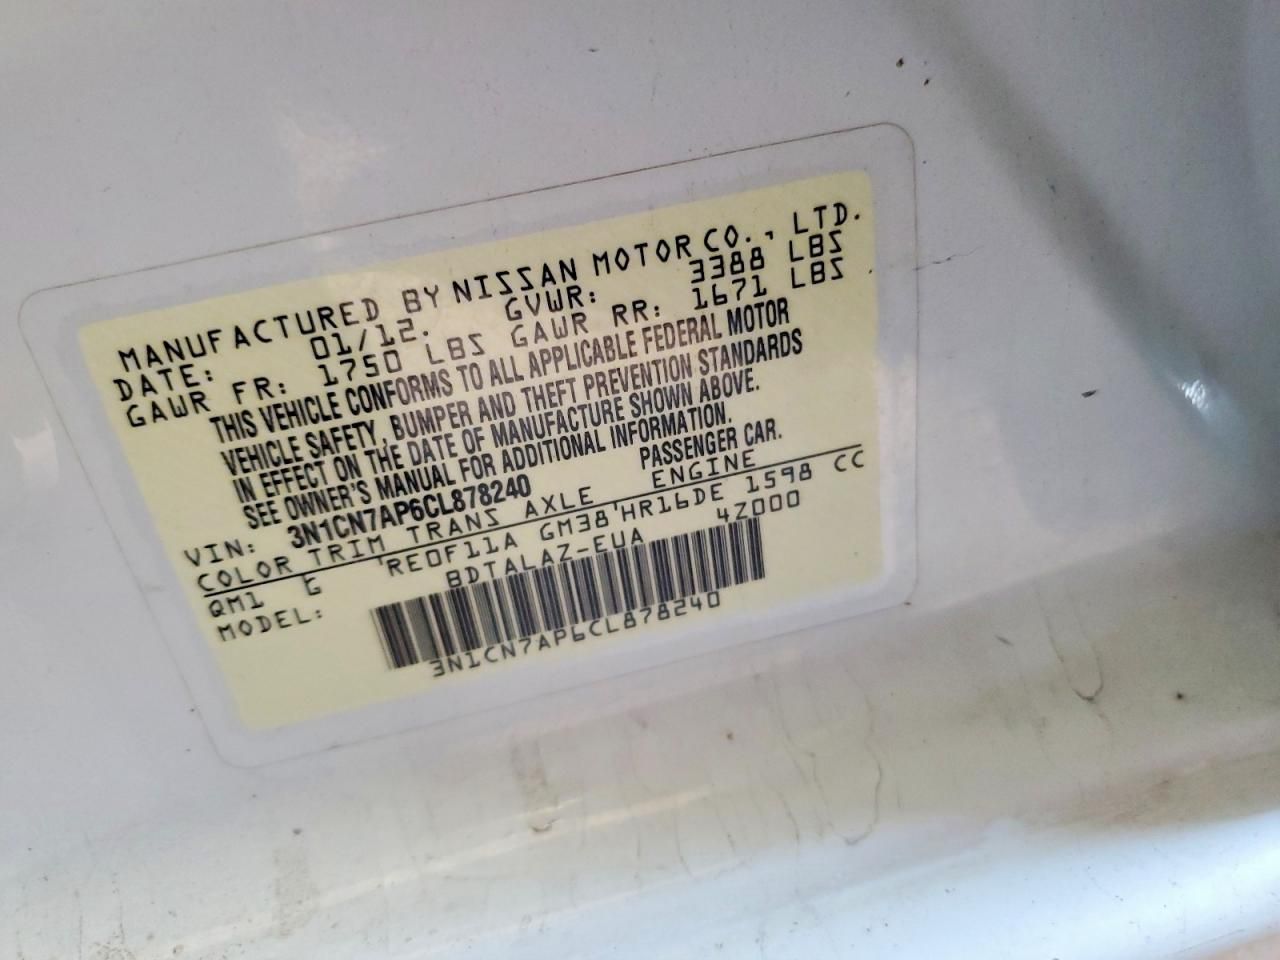 MANUFACTURED BY NISSAN MOTOR CO., LTD.
DATE: 01/12. GVWR: 3388 LBS
GAWR FR: 1750 LBS GAWR RR: 1671 LBS
THIS VEHICLE CONFORMS TO ALL APPLICABLE FEDERAL MOTOR
VEHICLE SAFETY, BUMPER AND THEFT PREVENTION STANDARDS
IN EFFECT ON THE DATE OF MANUFACTURE SHOWN ABOVE.
SEE OWNER'S MANUAL FOR ADDITIONAL INFORMATION.
VIN: 3N1CN7AP6CL878240 PASSENGER CAR.
COLOR TRIM TRANS AXLE ENGINE
QM1 G RE0F11A GM38 HR16DE 1598 CC
MODEL: BDTALAZ-EUA 4Z000
3N1CN7AP6CL878240